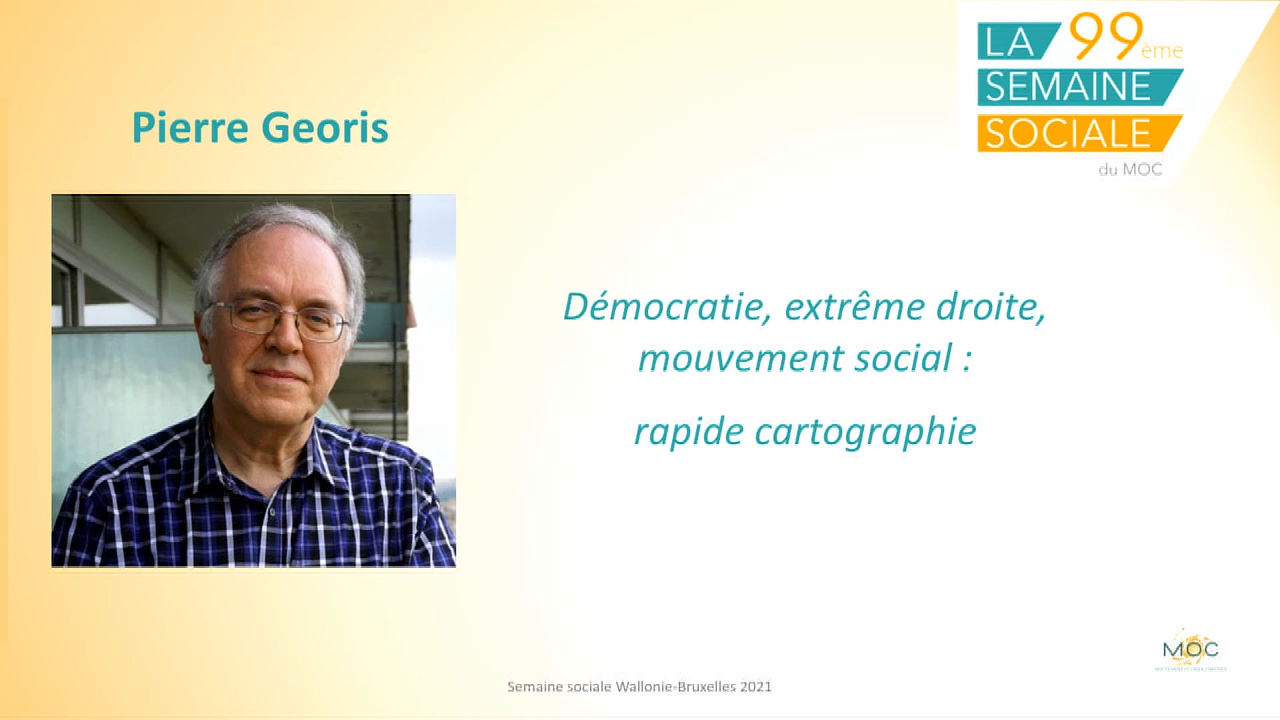 LA 99ème
SEMAINE
SOCIALE
du MOC
Pierre Georis
Démocratie, extrême droite,
mouvement social :
rapide cartographie
MOC
Semaine sociale Wallonie-Bruxelles 2021